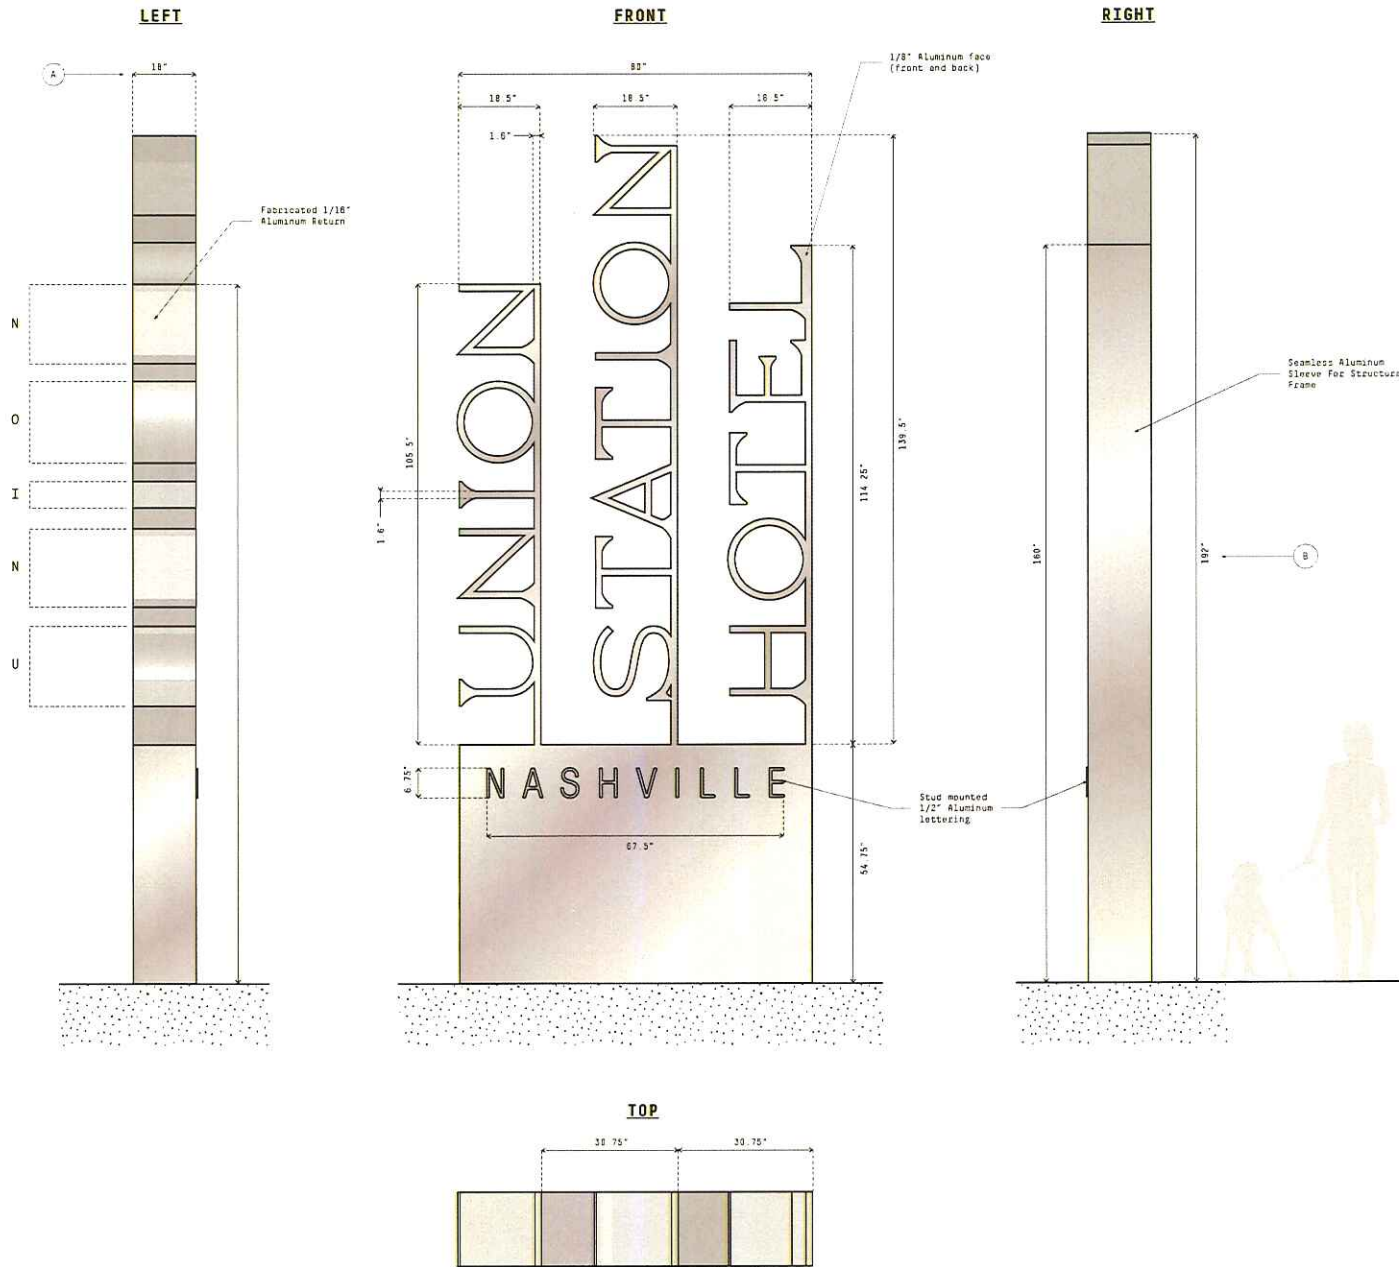 LEFT
FRONT
RIGHT
A
18"
80"
1/8" Aluminum face
(front and back)
18.5"
18.5"
18.5"
1.6"
Fabricated 1/16"
Aluminum Return
N
O
I
N
U
UNION
STATION
HOTEL
105.5"
1.6"
139.5"
114.25"
Seamless Aluminum
Sleeve For Structura
Frame
160"
192"
B
6.75"
NASHVILLE
67.5"
Stud mounted
1/2" Aluminum
lettering
54.75"
TOP
30.75"
30.75"